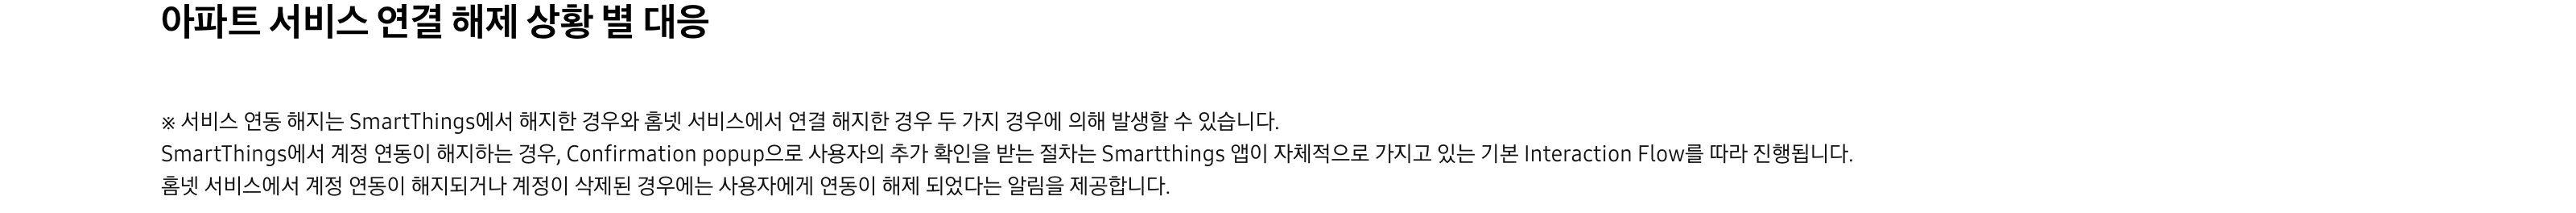 아파트 서비스 연결 해제 상황 별 대응
※ 서비스 연동 해지는 SmartThings에서 해지한 경우와 홈넷 서비스에서 연결 해지한 경우 두 가지 경우에 의해 발생할 수 있습니다.
SmartThings에서 계정 연동이 해지하는 경우, Confirmation popup으로 사용자의 추가 확인을 받는 절차는 Smartthings 앱이 자체적으로 가지고 있는 기본 Interaction Flow를 따라 진행됩니다.
홈넷 서비스에서 계정 연동이 해지되거나 계정이 삭제된 경우에는 사용자에게 연동이 해제 되었다는 알림을 제공합니다.